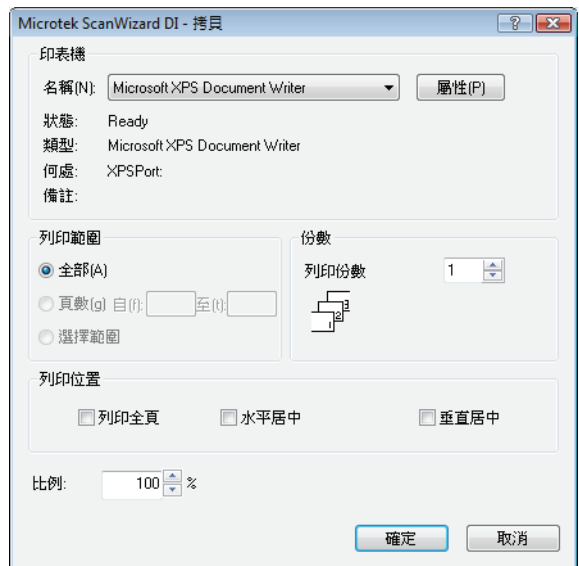 Microtek ScanWizard DI - 拷貝
印表機
名稱(N): Microsoft XPS Document Writer 屬性(P)
狀態: Ready
類型: Microsoft XPS Document Writer
何處: XPSPort:
備註:
列印範圍
全部(A)
頁數(g) 自(f): 至(t):
選擇範圍
份數
列印份數 1
1 2 3
列印位置
列印全頁 水平居中 垂直居中
比例: 100 %
確定 取消